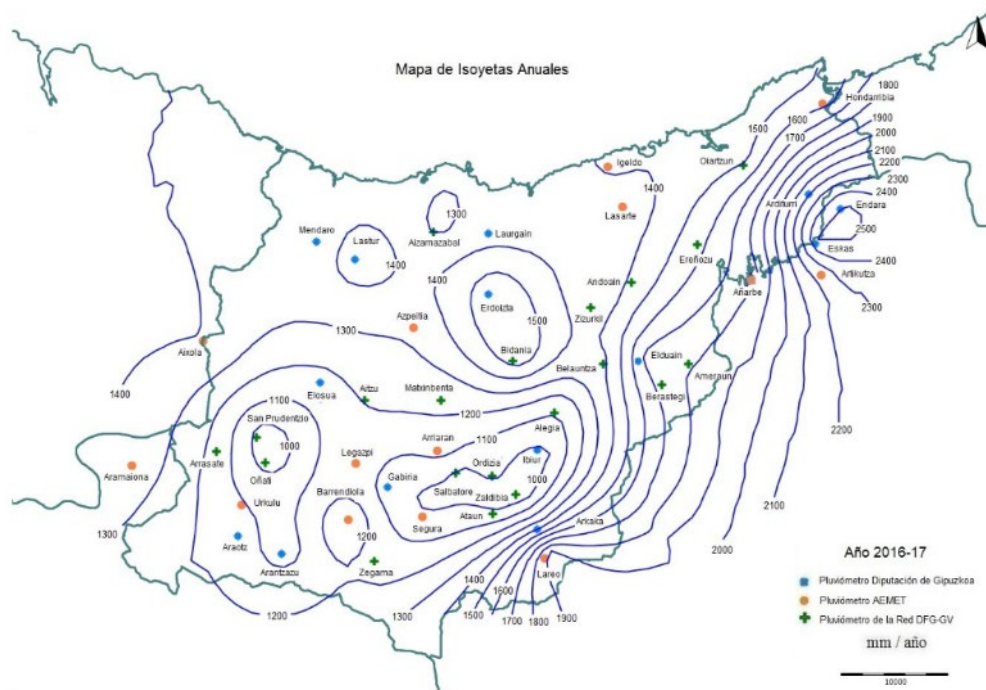 Mapa de Isoyetas Anuales
1800
Hondarribia
1600
1900
1500
1700
2000
2100
2200
Igeldo
Oiartzun
2300
1400
2400
Arditurri
Endara
Lasarte
1300
2500
Mendaro
Lastur
Aizarnazabal
Laurgain
Ereñozu
Eskas
2400
1400
1400
Artikutza
Andoain
Añarbe
2300
Erdoizta
Zizurkil
1500
Azpeitia
1300
Aixola
Bidania
Belauntza
Elduain
Ameraun
Berastegi
1400
Elosua
Aitzu
Matxinbenta
1100
1200
San Prudentzio
Alegia
2200
1000
Arriaran
1100
Arrasate
Legazpi
Ordizia
Ibiur
Aramaiona
Oñati
Gabiria
Salbatore
1000
Barrendiola
Zaldibia
Urkulu
2100
Segura
Ataun
Arkaka
1300
1200
Araotz
2000
Arantzazu
Zegama
Lareo
1400
1600
1200
1300
1500
1700
1800
1900
Año 2016-17
Pluviómetro Diputación de Gipuzkoa
Pluviómetro AEMET
Pluviómetro de la Red DFG-GV
mm / año
10000